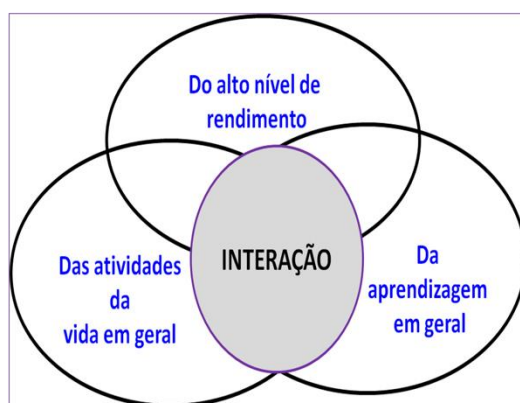 Do alto nível de
rendimento
INTERAÇÃO
Das atividades
da
vida em geral
Da
aprendizagem
em geral